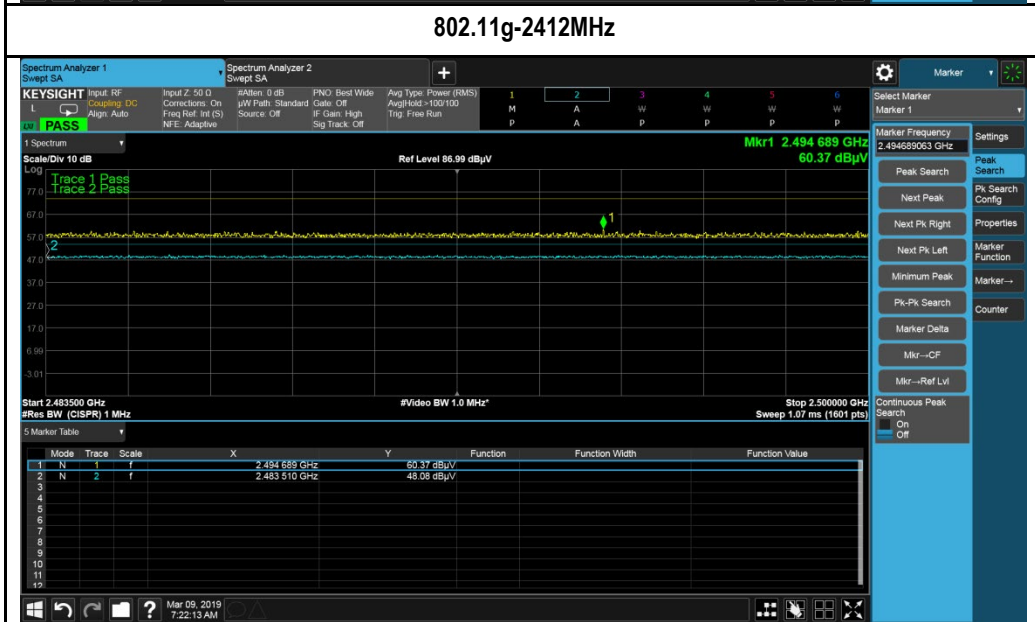 802.11g-2412MHz
Spectrum Analyzer 1
Swept SA
Spectrum Analyzer 2
Swept SA
Marker
KEYSIGHT
L
PASS
Input: RF
Coupling: DC
Align: Auto
Input Z: 50 Ω
Corrections: On
Freq Ref: Int (S)
NFE: Adaptive
#Atten: 0 dB
µW Path: Standard
Source: Off
PNO: Best Wide
Gate: Off
IF Gain: High
Sig Track: Off
Avg Type: Power (RMS)
Avg|Hold:>100/100
Trig: Free Run
1 2 3 4 5 6
M A W W W W
P A P P P P
Select Marker
Marker 1
1 Spectrum
Scale/Div 10 dB
Ref Level 86.99 dBµV
Mkr1 2.494 689 GHz
60.37 dBµV
Log
Trace 1 Pass
Trace 2 Pass
77.0
67.0
57.0
47.0
37.0
27.0
17.0
6.99
-3.01
1
2
Start 2.483500 GHz
#Res BW (CISPR) 1 MHz
#Video BW 1.0 MHz*
Stop 2.500000 GHz
Sweep 1.07 ms (1601 pts)
Marker Frequency
2.494689063 GHz
Peak Search
Next Peak
Next Pk Right
Next Pk Left
Minimum Peak
Pk-Pk Search
Marker Delta
Mkr→CF
Mkr→Ref Lvl
Continuous Peak
Search
On
Off
Settings
Peak
Search
Pk Search
Config
Properties
Marker
Function
Marker→
Counter
5 Marker Table
Mode Trace Scale X Y Function Function Width Function Value
1 N 1 f 2.494 689 GHz 60.37 dBµV
2 N 2 f 2.483 510 GHz 48.08 dBµV
3
4
5
6
7
8
9
10
11
12
?
Mar 09, 2019
7:22:13 AM